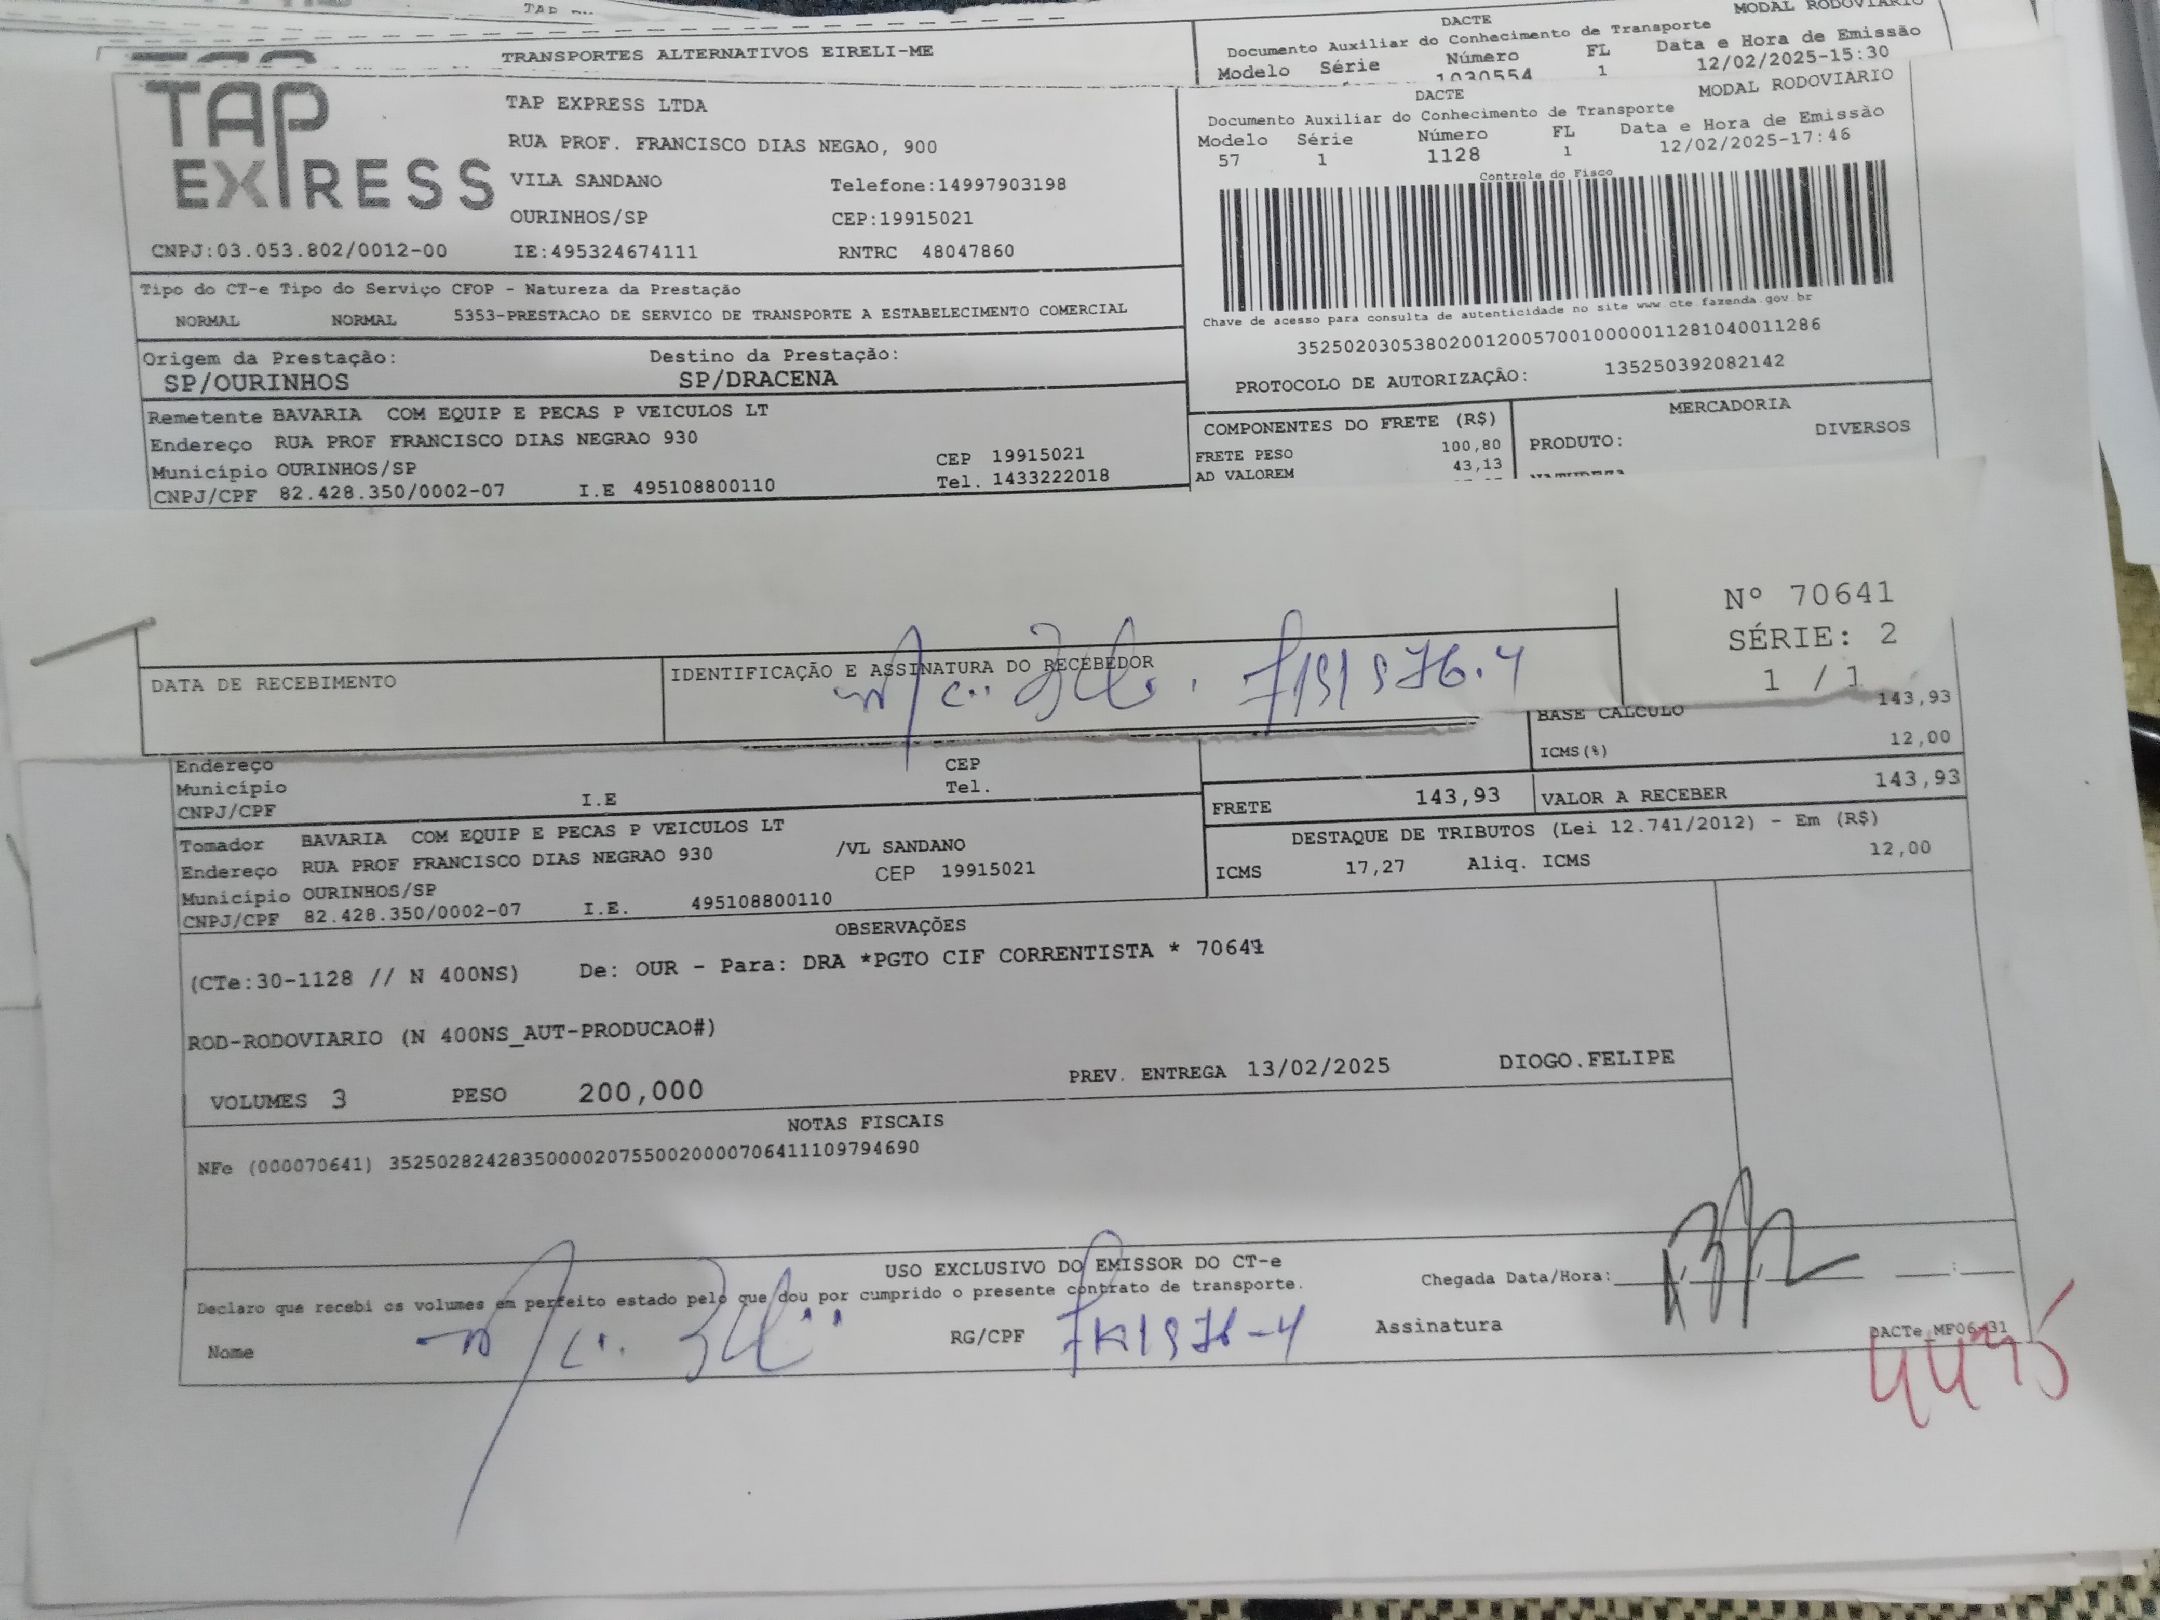 TRANSPORTES ALTERNATIVOS EIRELI-ME
DACTE
MODAL RODOVIARIO
Documento Auxiliar do Conhecimento de Transporte
Modelo Série Número FL Data e Hora de Emissão
1030554 1 12/02/2025-15:30
TAP EXPRESS
TAP EXPRESS LTDA
RUA PROF. FRANCISCO DIAS NEGAO, 900
VILA SANDANO Telefone:14997903198
OURINHOS/SP CEP:19915021
CNPJ:03.053.802/0012-00 IE:495324674111 RNTRC 48047860
DACTE MODAL RODOVIARIO
Documento Auxiliar do Conhecimento de Transporte
Modelo Série Número FL Data e Hora de Emissão
57 1 1128 1 12/02/2025-17:46
Controle do Fisco
Chave de acesso para consulta de autenticidade no site www.cte.fazenda.gov.br
35250203053802001200570010000011281040011286
PROTOCOLO DE AUTORIZAÇÃO: 135250392082142
Tipo do CT-e Tipo do Serviço CFOP - Natureza da Prestação
NORMAL NORMAL 5353-PRESTACAO DE SERVICO DE TRANSPORTE A ESTABELECIMENTO COMERCIAL
Origem da Prestação: Destino da Prestação:
SP/OURINHOS SP/DRACENA
Remetente BAVARIA COM EQUIP E PECAS P VEICULOS LT
Endereço RUA PROF FRANCISCO DIAS NEGRAO 930
Município OURINHOS/SP CEP 19915021
CNPJ/CPF 82.428.350/0002-07 I.E 495108800110 Tel. 1433222018
COMPONENTES DO FRETE (R$)
FRETE PESO 100,80
AD VALOREM 43,13
MERCADORIA
PRODUTO: DIVERSOS
Nº 70641
SÉRIE: 2
1 / 1
DATA DE RECEBIMENTO
IDENTIFICAÇÃO E ASSINATURA DO RECEBEDOR
BASE CALCULO 143,93
ICMS(%) 12,00
Endereço CEP
Município Tel.
CNPJ/CPF I.E
FRETE 143,93 VALOR A RECEBER 143,93
Tomador BAVARIA COM EQUIP E PECAS P VEICULOS LT
Endereço RUA PROF FRANCISCO DIAS NEGRAO 930 /VL SANDANO
Município OURINHOS/SP CEP 19915021
CNPJ/CPF 82.428.350/0002-07 I.E. 495108800110
DESTAQUE DE TRIBUTOS (Lei 12.741/2012) - Em (R$)
ICMS 17,27 Aliq. ICMS 12,00
OBSERVAÇÕES
(CTe:30-1128 // N 400NS) De: OUR - Para: DRA *PGTO CIF CORRENTISTA * 70641
ROD-RODOVIARIO (N 400NS_AUT-PRODUCAO#)
VOLUMES 3 PESO 200,000 PREV. ENTREGA 13/02/2025 DIOGO.FELIPE
NOTAS FISCAIS
NFe (000070641) 35250282428350000207550020000706411109794690
USO EXCLUSIVO DO EMISSOR DO CT-e
Declaro que recebi os volumes em perfeito estado pelo que dou por cumprido o presente contrato de transporte.
Chegada Data/Hora:
Nome RG/CPF Assinatura